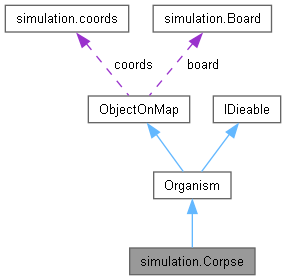 simulation.coords
simulation.Board
coords
board
ObjectOnMap
IDieable
Organism
simulation.Corpse